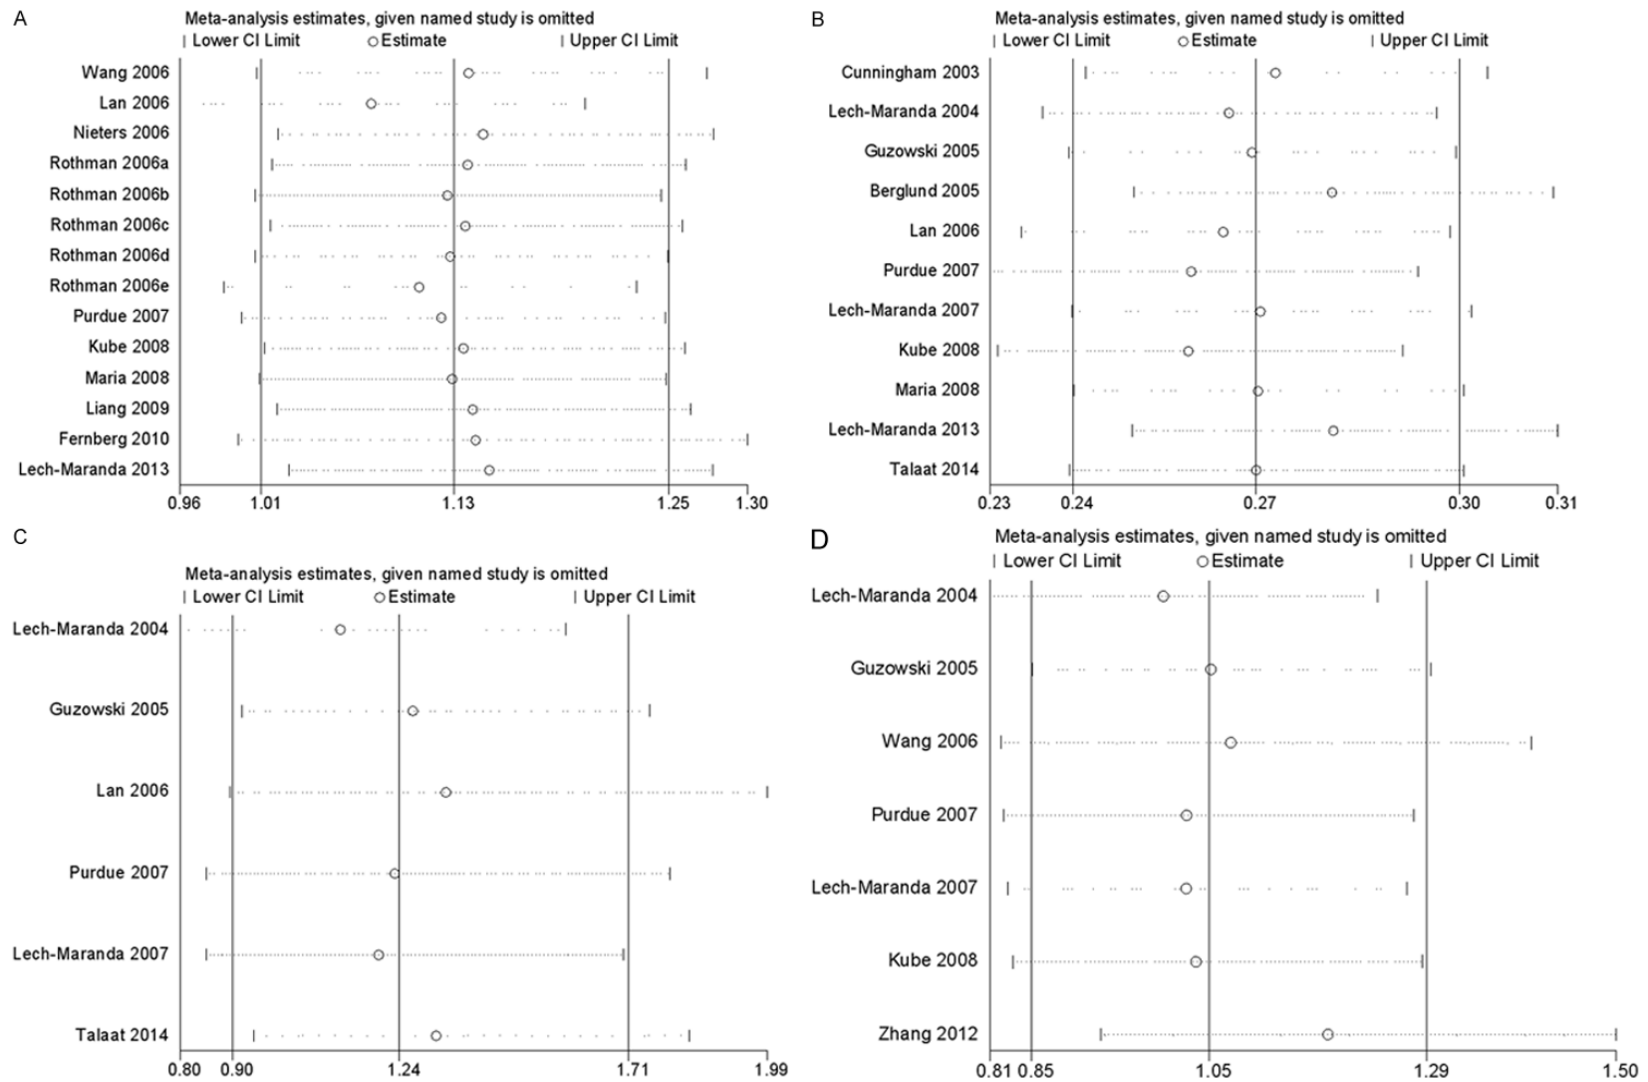 A
Meta-analysis estimates, given named study is omitted
| Lower CI Limit ○ Estimate | Upper CI Limit
Wang 2006
Lan 2006
Nieters 2006
Rothman 2006a
Rothman 2006b
Rothman 2006c
Rothman 2006d
Rothman 2006e
Purdue 2007
Kube 2008
Maria 2008
Liang 2009
Fernberg 2010
Lech-Maranda 2013
0.96 1.01 1.13 1.25 1.30
B
Meta-analysis estimates, given named study is omitted
| Lower CI Limit ○ Estimate | Upper CI Limit
Cunningham 2003
Lech-Maranda 2004
Guzowski 2005
Berglund 2005
Lan 2006
Purdue 2007
Lech-Maranda 2007
Kube 2008
Maria 2008
Lech-Maranda 2013
Talaat 2014
0.23 0.24 0.27 0.30 0.31
C
Meta-analysis estimates, given named study is omitted
| Lower CI Limit ○ Estimate | Upper CI Limit
Lech-Maranda 2004
Guzowski 2005
Lan 2006
Purdue 2007
Lech-Maranda 2007
Talaat 2014
0.80 0.90 1.24 1.71 1.99
D
Meta-analysis estimates, given named study is omitted
| Lower CI Limit ○ Estimate | Upper CI Limit
Lech-Maranda 2004
Guzowski 2005
Wang 2006
Purdue 2007
Lech-Maranda 2007
Kube 2008
Zhang 2012
0.81 0.85 1.05 1.29 1.50